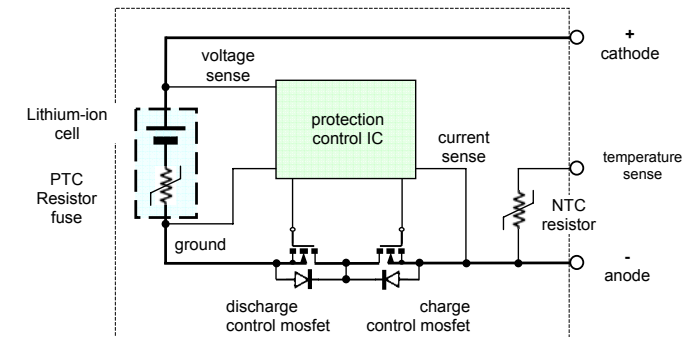 +
cathode
voltage
sense
Lithium-ion
cell
PTC
Resistor
fuse
protection
control IC
current
sense
temperature
sense
NTC
resistor
ground
-
anode
discharge
control mosfet
charge
control mosfet